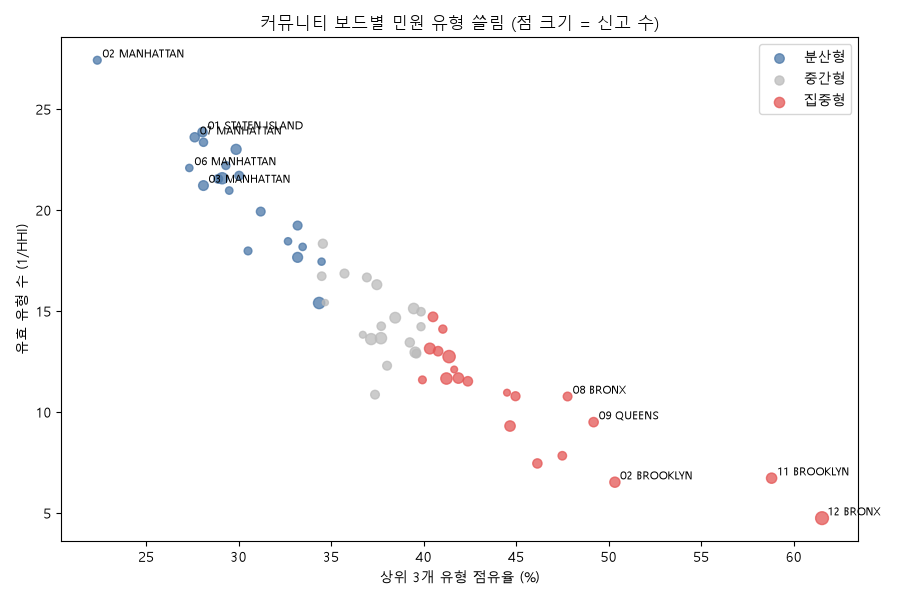 커뮤니티 보드별 민원 유형 쏠림 (점 크기 = 신고 수)
분산형
중간형
집중형
02 MANHATTAN
01 STATEN ISLAND
07 MANHATTAN
06 MANHATTAN
03 MANHATTAN
08 BRONX
09 QUEENS
02 BROOKLYN
11 BROOKLYN
12 BRONX
유효 유형 수 (1/HHI)
25
20
15
10
5
25
30
35
40
45
50
55
60
상위 3개 유형 점유율 (%)